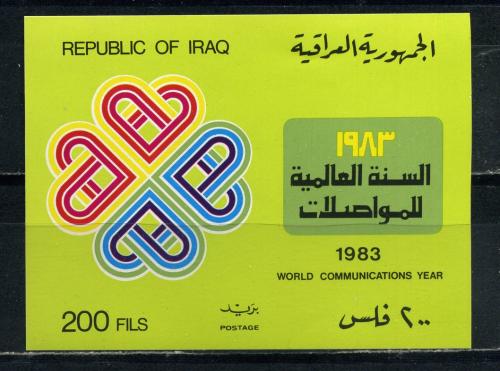 REPUBLIC OF IRAQ
الجمهورية العراقية
١٩٨٣
السنة العالمية
للمواصلات
1983
WORLD COMMUNICATIONS YEAR
200 FILS
بريد
POSTAGE
٢٠٠ فلس